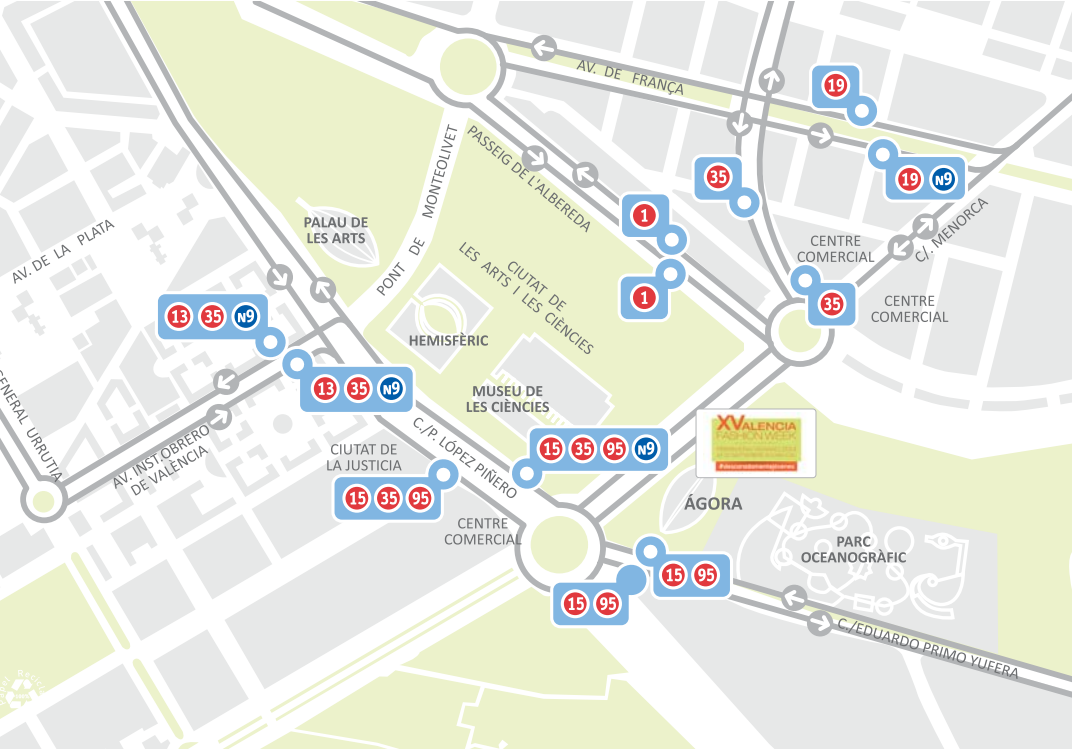 AV. DE FRANÇA
19
PASSEIG DE L'ALBEREDA
MONTEOLIVET
PONT DE
35
19 N9
1
C/. MENORCA
PALAU DE
LES ARTS
AV. DE LA PLATA
CENTRE
COMERCIAL
CIUTAT DE
LES ARTS I LES CIÈNCIES
1
35
CENTRE
COMERCIAL
13 35 N9
HEMISFÈRIC
13 35 N9
MUSEU DE
LES CIÈNCIES
GENERAL URRUTIA
AV. INST.OBRERO
DE VALENCIA
C./P. LÓPEZ PIÑERO
XVALENCIA
FASHION WEEK
CIUTAT DE
LA JUSTICIA
15 35 95 N9
15 35 95
ÁGORA
CENTRE
COMERCIAL
PARC
OCEANOGRÀFIC
15 95
15 95
C./EDUARDO PRIMO YUFERA